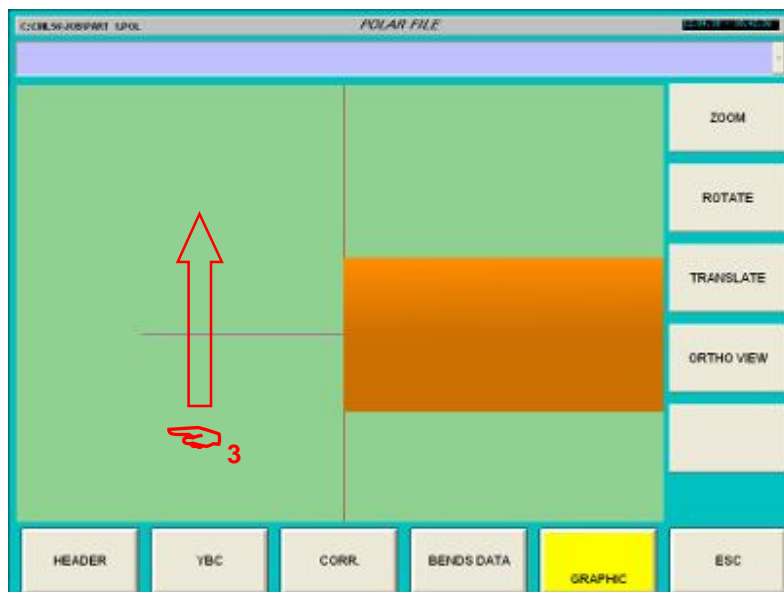 POLAR FILE
ZOOM
ROTATE
TRANSLATE
ORTHO VIEW
3
HEADER
YBC
CORR.
BENDS DATA
GRAPHIC
ESC